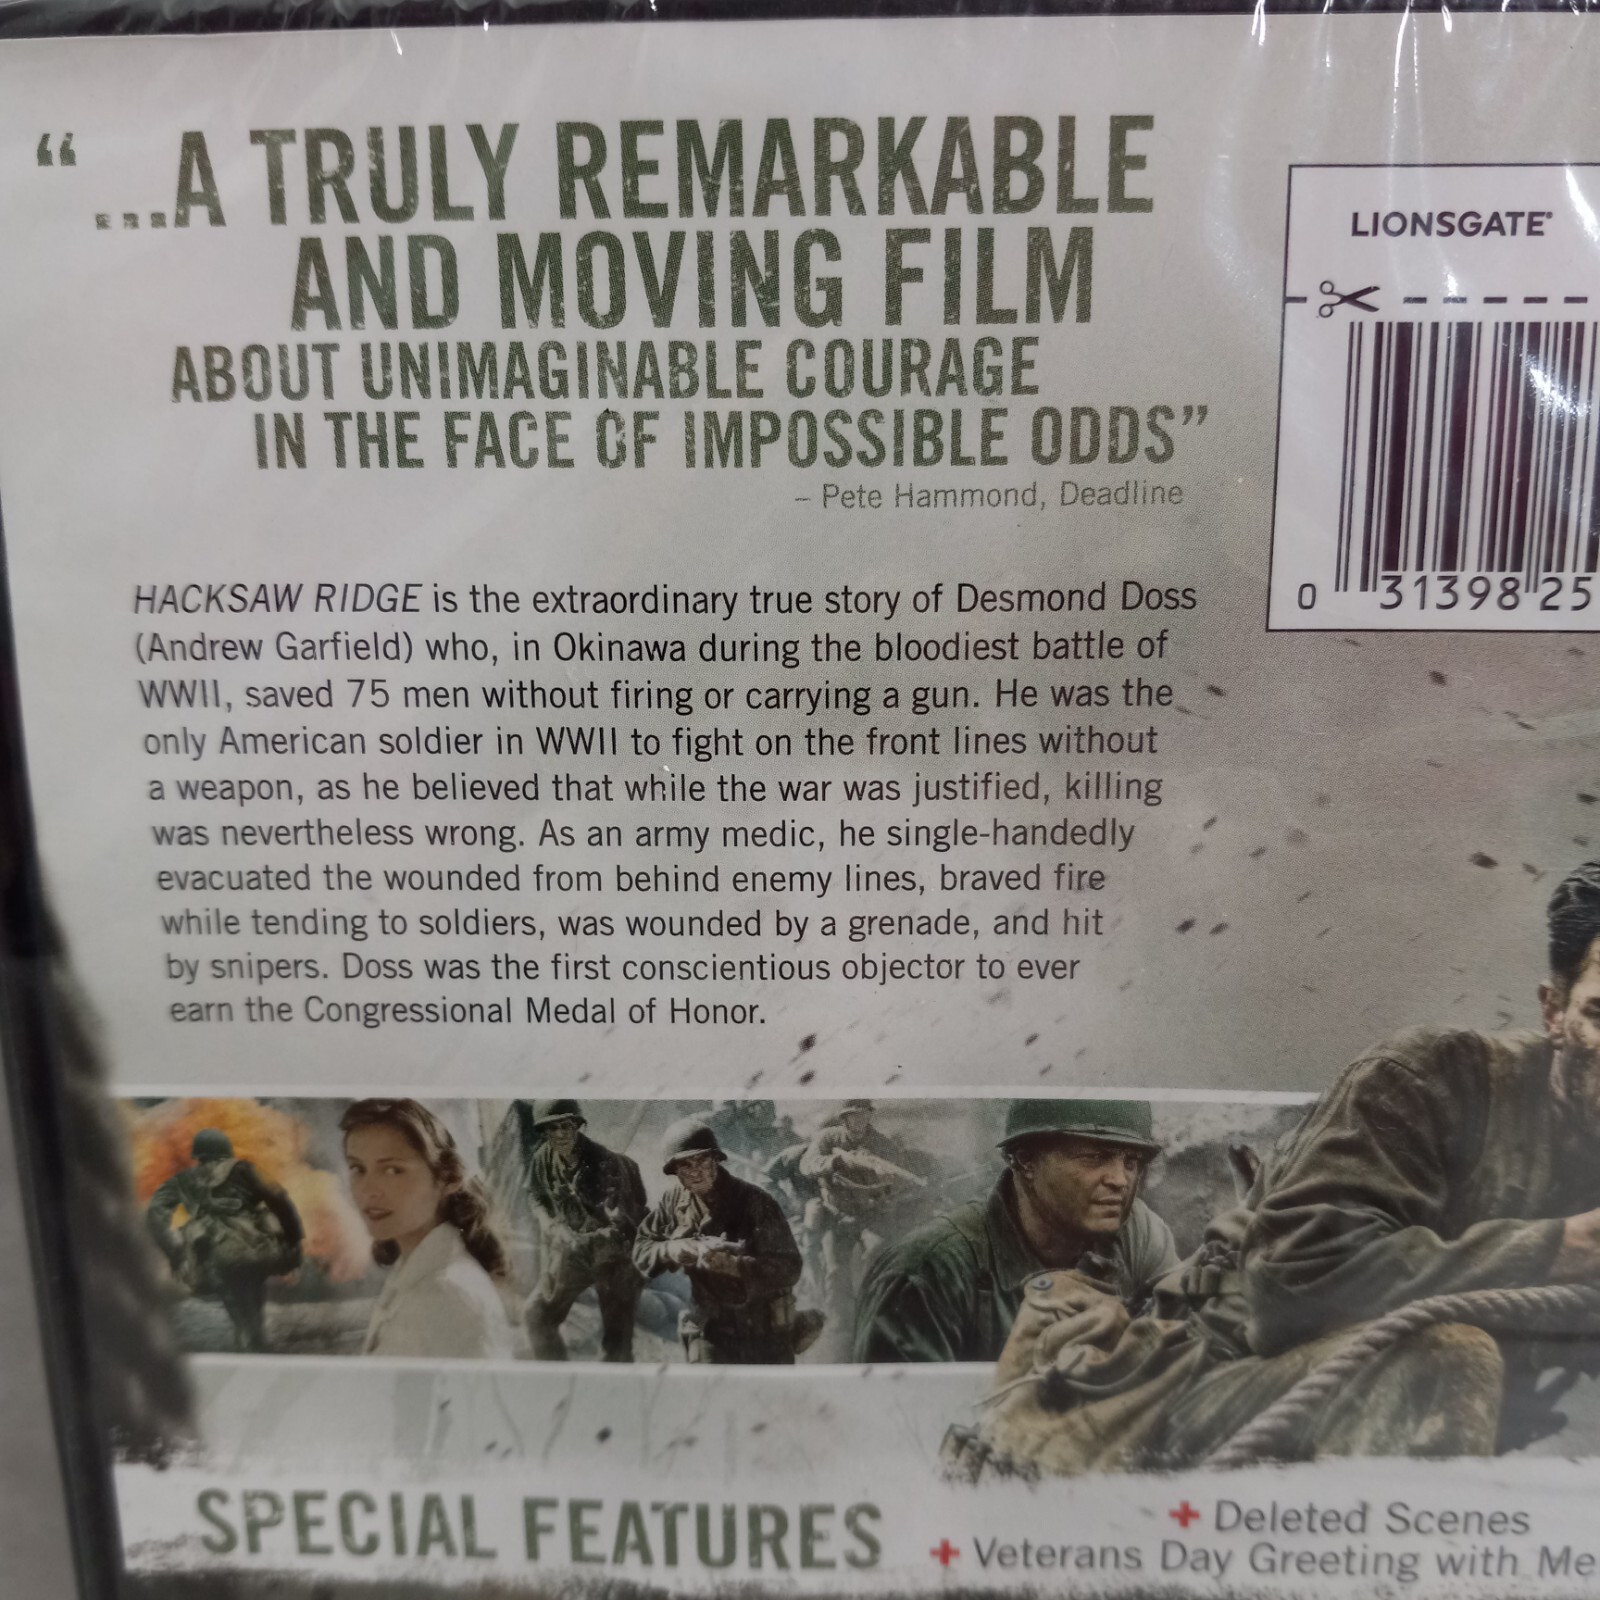 “...A TRULY REMARKABLE
AND MOVING FILM
ABOUT UNIMAGINABLE COURAGE
IN THE FACE OF IMPOSSIBLE ODDS”
– Pete Hammond, Deadline
LIONSGATE®
0 31398 25
HACKSAW RIDGE is the extraordinary true story of Desmond Doss
(Andrew Garfield) who, in Okinawa during the bloodiest battle of
WWII, saved 75 men without firing or carrying a gun. He was the
only American soldier in WWII to fight on the front lines without
a weapon, as he believed that while the war was justified, killing
was nevertheless wrong. As an army medic, he single-handedly
evacuated the wounded from behind enemy lines, braved fire
while tending to soldiers, was wounded by a grenade, and hit
by snipers. Doss was the first conscientious objector to ever
earn the Congressional Medal of Honor.
SPECIAL FEATURES
+ Deleted Scenes
+ Veterans Day Greeting with Me